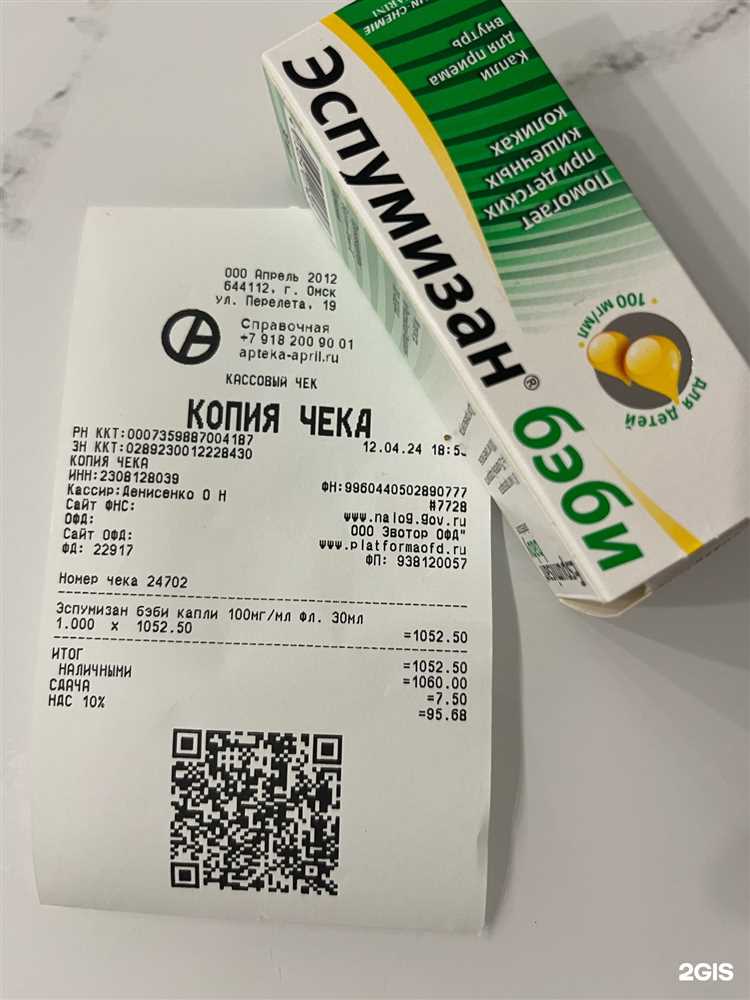 ООО Апрель 2012
644112, г. Омск
ул. Перелета, 19
Справочная
+7 918 200 90 01
apteka-april.ru
КАССОВЫЙ ЧЕК
КОПИЯ ЧЕКА
РН ККТ:0007359887004187
12.04.24 18:5
ЗН ККТ:0289230012228430
КОПИЯ ЧЕКА
ИНН:2308128039
ФН:9960440502890777
Кассир:Денисенко О Н
#7728
Сайт ФНС:
www.nalog.gov.ru
ОФД:
ООО Эвотор ОФД"
Сайт ОФД:
www.platformaofd.ru
ФД: 22917
ФП: 938120057
Номер чека 24702
Эспумизан бэби капли 100мг/мл фл. 30мл
1.000 х 1052.50
=1052.50
ИТОГ
=1052.50
НАЛИЧНЫМИ
=1060.00
СДАЧА
=7.50
НДС 10%
=95.68
Эспумизан® бэби
Капли
для приема
внутрь
Помогает
при детских
кишечных
коликах
100 мг/мл
для детей
2GIS